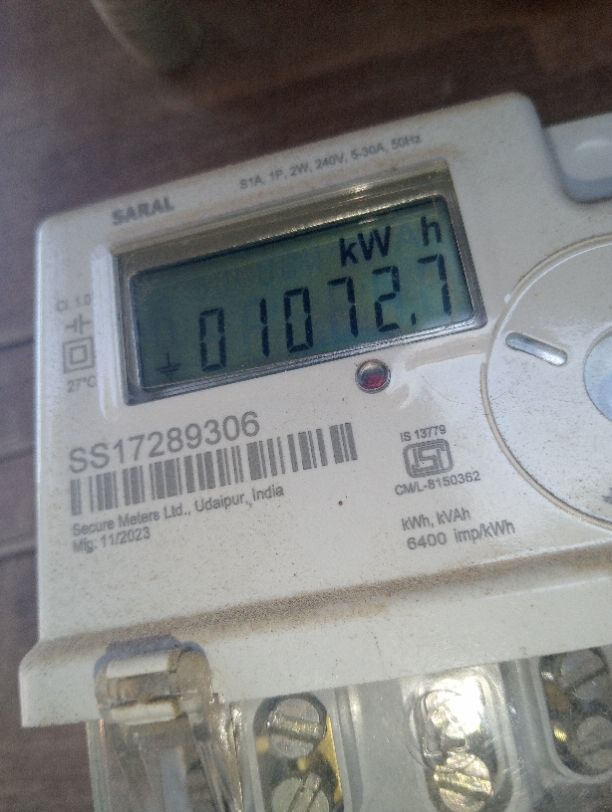 SARAL
S1A, 1P, 2W, 240V, 5-30A, 50Hz
kW h
01072.7
Cl. 1.0
27°C
SS17289306
Secure Meters Ltd., Udaipur, India
Mfg: 11/2023
IS 13779
ISI
CM/L-8150362
kWh, kVAh
6400 imp/kWh